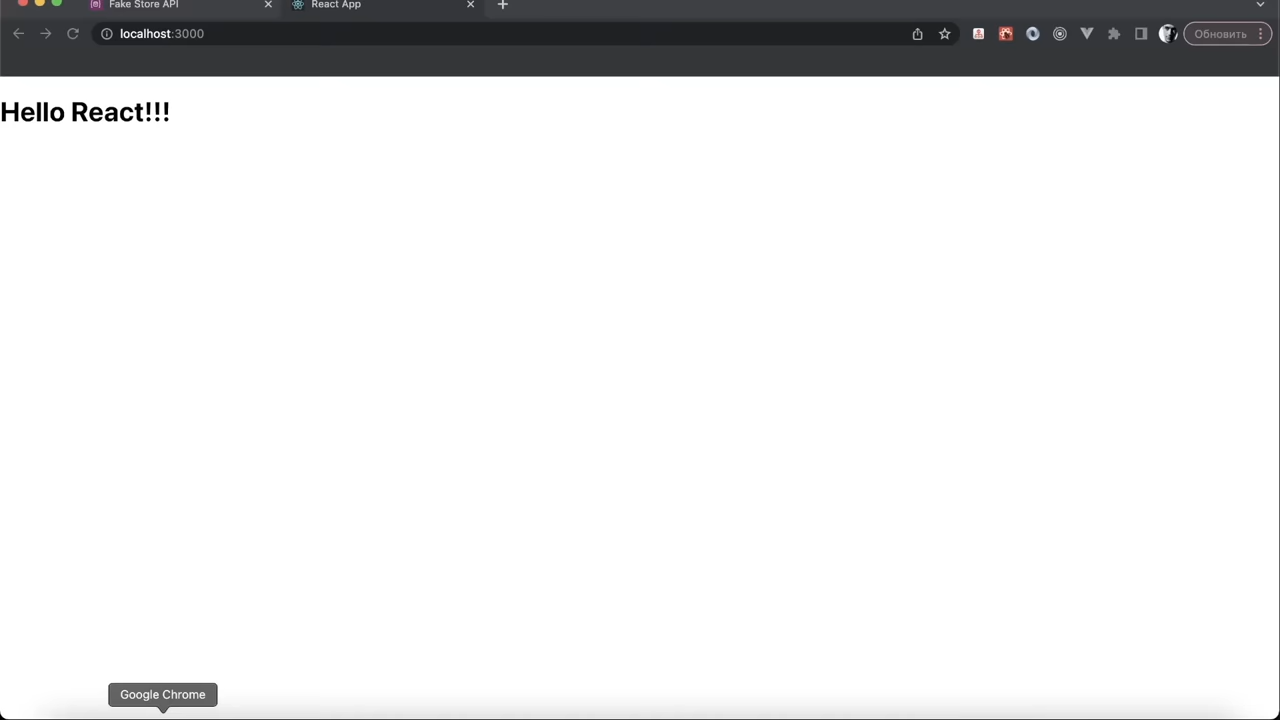 Fake Store API
React App
localhost:3000
Обновить
Hello React!!!
Google Chrome